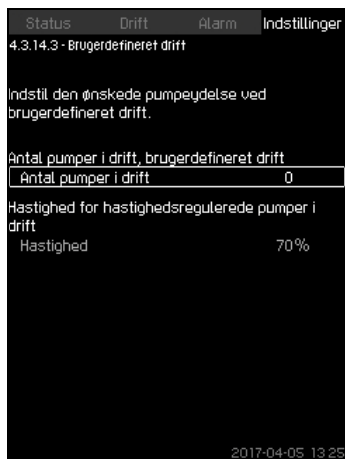 Status Drift Alarm Indstillinger
4.3.14.3 - Brugerdefineret drift
Indstil den ønskede pumpeydelse ved
brugerdefineret drift.
Antal pumper i drift, brugerdefineret drift
Antal pumper i drift 0
Hastighed for hastighedsregulerede pumper i
drift
Hastighed 70%
2017-04-05 13:25